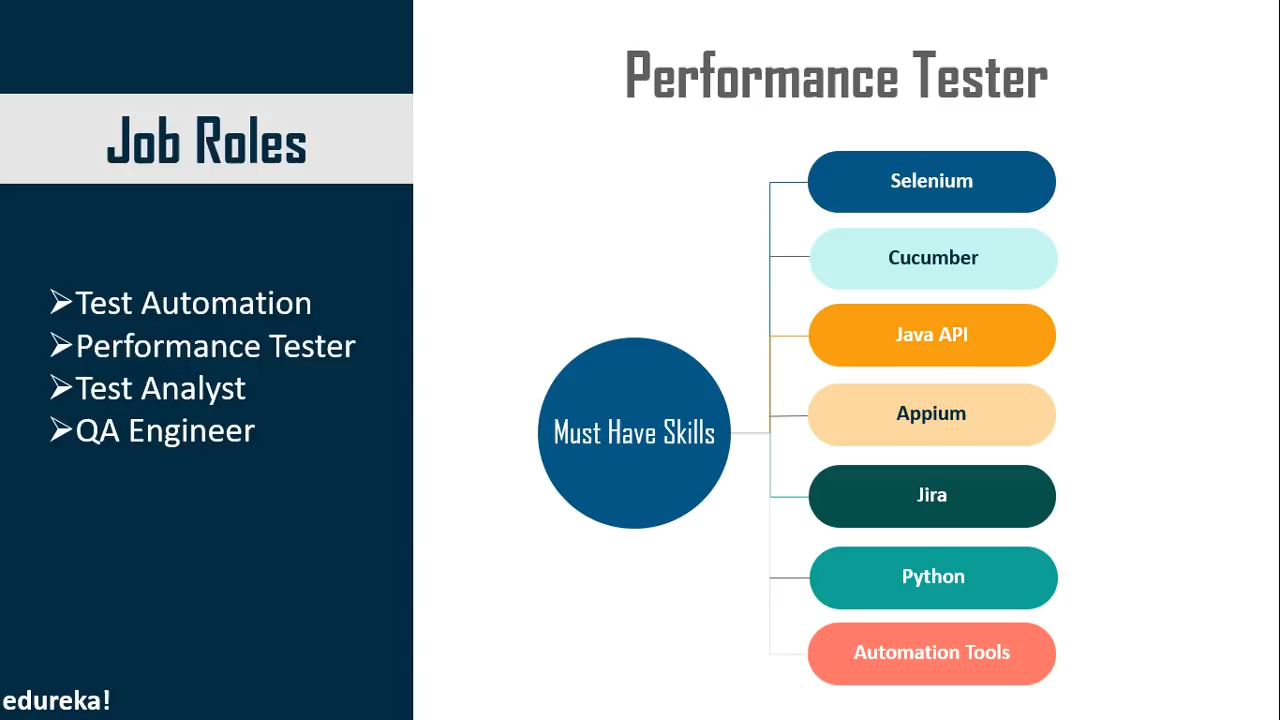 Job Roles
➢Test Automation
➢Performance Tester
➢Test Analyst
➢QA Engineer
edureka!
Performance Tester
Must Have Skills
Selenium
Cucumber
Java API
Appium
Jira
Python
Automation Tools